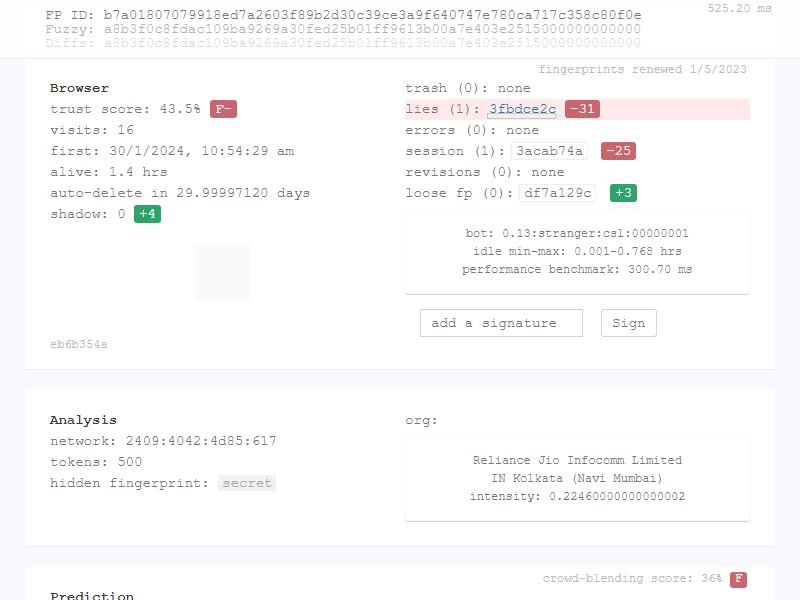 FP ID: b7a01807079918ed7a2603f89b2d30c39ce3a9f640747e780ca717c358c80f0e
525.20 ms
Fuzzy: a8b3f0c8fdac109ba9269a30fed25b01ff9613b00a7e403e2515000000000000
Diffs: a8b3f0c8fdac109ba9269a30fed25b01ff9613b00a7e403e2515000000000000
fingerprints renewed 1/5/2023
Browser
trust score: 43.5% F-
visits: 16
first: 30/1/2024, 10:54:29 am
alive: 1.4 hrs
auto-delete in 29.99997120 days
shadow: 0 +4
eb6b354a
trash (0): none
lies (1): 3fbdce2c -31
errors (0): none
session (1): 3acab74a -25
revisions (0): none
loose fp (0): df7a129c +3
bot: 0.13:stranger:csl:00000001
idle min-max: 0.001-0.768 hrs
performance benchmark: 300.70 ms
add a signature Sign
Analysis
network: 2409:4042:4d85:617
tokens: 500
hidden fingerprint: secret
org:
Reliance Jio Infocomm Limited
IN Kolkata (Navi Mumbai)
intensity: 0.22460000000000002
crowd-blending score: 36% F
Prediction